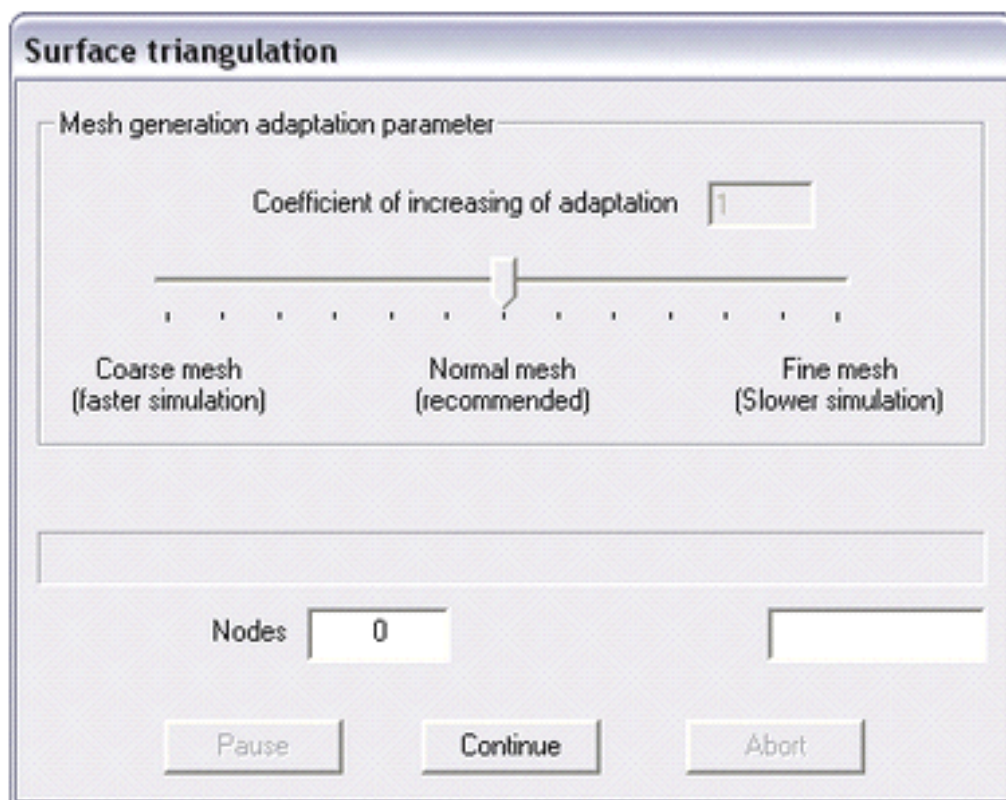 Surface triangulation
Mesh generation adaptation parameter
Coefficient of increasing of adaptation 1
Coarse mesh Normal mesh Fine mesh
(faster simulation) (recommended) (Slower simulation)
Nodes 0
Pause Continue Abort